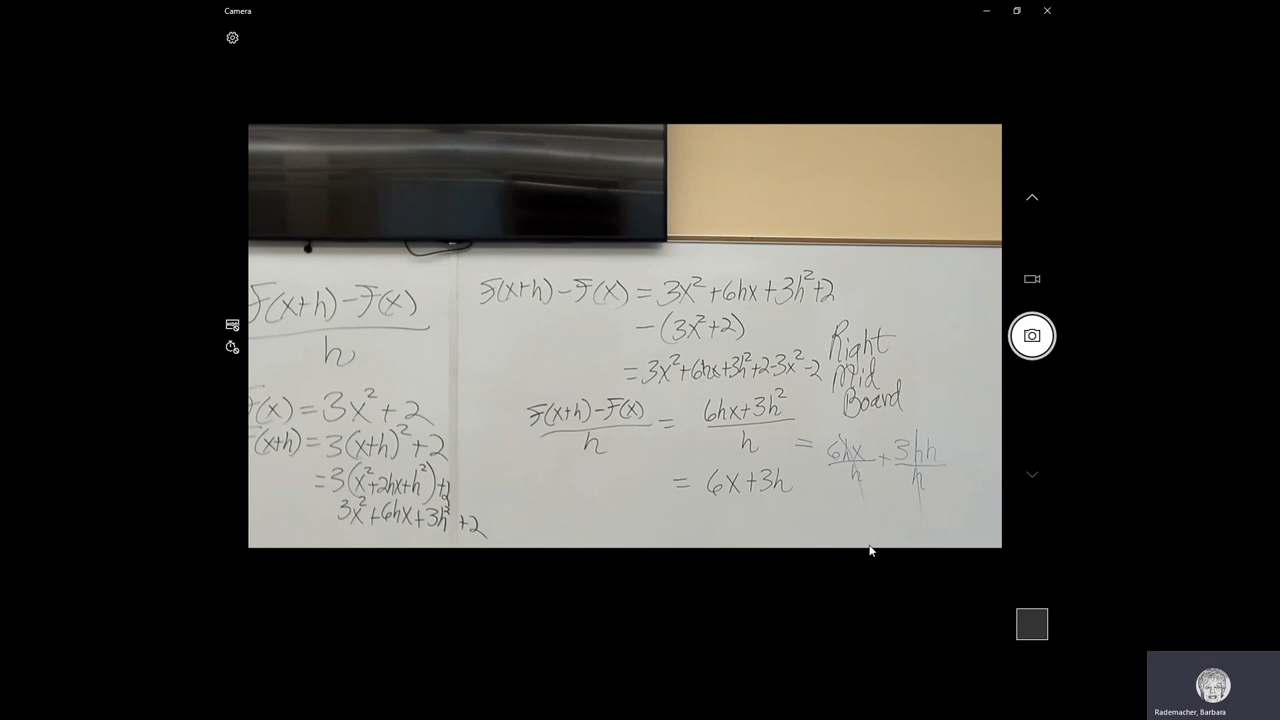 Camera
F(x+h)-F(x)
h
F(x) = 3x²+2
F(x+h) = 3(x+h)²+2
= 3(x²+2hx+h²)+2
3x²+6hx+3h²+2
F(x+h)-F(x) = 3x²+6hx+3h²+2
-(3x²+2)
= 3x²+6hx+3h²+2-3x²-2
F(x+h)-F(x) = 6hx+3h²
h h
= 6hx + 3hh
h h
= 6x+3h
Right
Mid
Board
Rademacher, Barbara